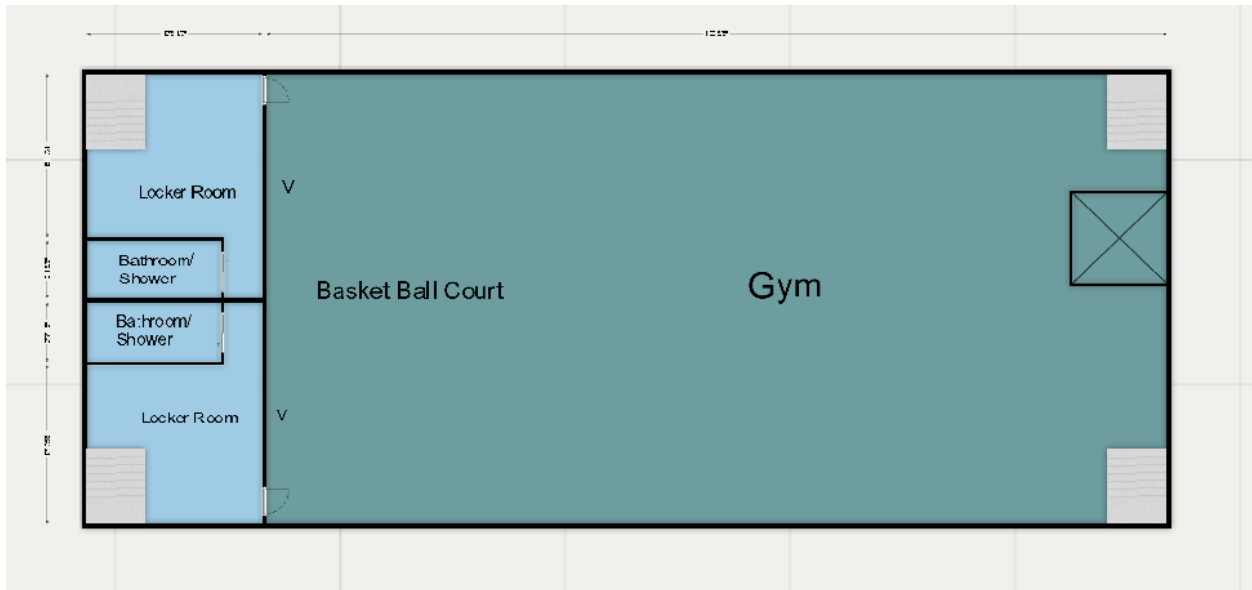 Locker Room
V
Bathroom/
Shower
Basket Ball Court
Gym
Bathroom/
Shower
Locker Room
V